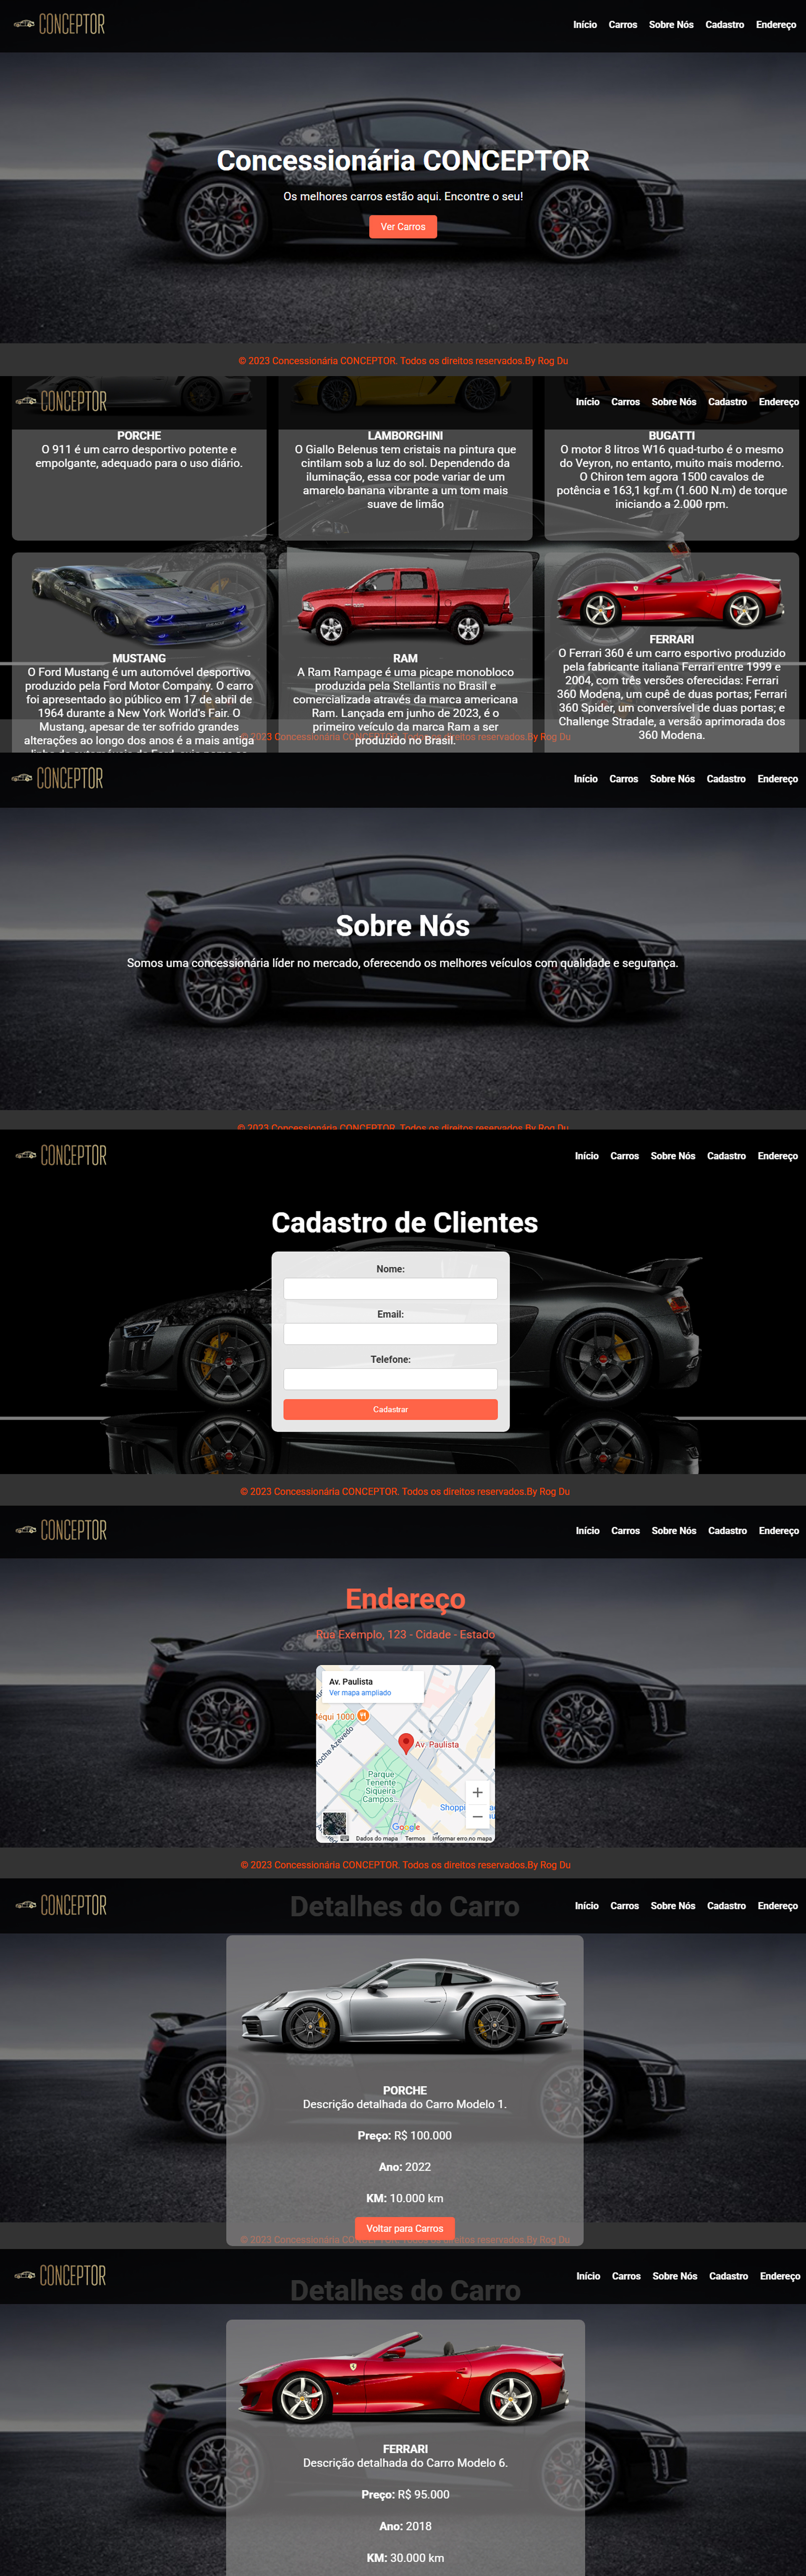 CONCEPTOR
Início Carros Sobre Nós Cadastro Endereço
Concessionária CONCEPTOR
Os melhores carros estão aqui. Encontre o seu!
Ver Carros
© 2023 Concessionária CONCEPTOR. Todos os direitos reservados.By Rog Du
CONCEPTOR
Início Carros Sobre Nós Cadastro Endereço
PORCHE
O 911 é um carro desportivo potente e
empolgante, adequado para o uso diário.
LAMBORGHINI
O Giallo Belenus tem cristais na pintura que
cintilam sob a luz do sol. Dependendo da
iluminação, essa cor pode variar de um
amarelo banana vibrante a um tom mais
suave de limão
BUGATTI
O motor 8 litros W16 quad-turbo é o mesmo
do Veyron, no entanto, muito mais moderno.
O Chiron tem agora 1500 cavalos de
potência e 163,1 kgf.m (1.600 N.m) de torque
iniciando a 2.000 rpm.
MUSTANG
O Ford Mustang é um automóvel desportivo
produzido pela Ford Motor Company. O carro
foi apresentado ao público em 17 de abril de
1964 durante a New York World's Fair. O
Mustang, apesar de ter sofrido grandes
alterações ao longo dos anos é a mais antiga
RAM
A Ram Rampage é uma picape monobloco
produzida pela Stellantis no Brasil e
comercializada através da marca americana
Ram. Lançada em junho de 2023, é o
primeiro veículo da marca Ram a ser
produzido no Brasil.
FERRARI
O Ferrari 360 é um carro esportivo produzido
pela fabricante italiana Ferrari entre 1999 e
2004, com três versões oferecidas: Ferrari
360 Modena, um cupê de duas portas; Ferrari
360 Spider, um conversível de duas portas; e
Challenge Stradale, a versão aprimorada dos
360 Modena.
© 2023 Concessionária CONCEPTOR. Todos os direitos reservados.By Rog Du
CONCEPTOR
Início Carros Sobre Nós Cadastro Endereço
Sobre Nós
Somos uma concessionária líder no mercado, oferecendo os melhores veículos com qualidade e segurança.
© 2023 Concessionária CONCEPTOR. Todos os direitos reservados.By Rog Du
CONCEPTOR
Início Carros Sobre Nós Cadastro Endereço
Cadastro de Clientes
Nome:
Email:
Telefone:
Cadastrar
© 2023 Concessionária CONCEPTOR. Todos os direitos reservados.By Rog Du
CONCEPTOR
Início Carros Sobre Nós Cadastro Endereço
Endereço
Rua Exemplo, 123 - Cidade - Estado
Av. Paulista
Ver mapa ampliado
Méqui 1000
Rocha Azevedo
Av. Paulista
Parque
Tenente
Siqueira
Campos...
Shoppi
Google
Dados do mapa Termos Informar erro no mapa
© 2023 Concessionária CONCEPTOR. Todos os direitos reservados.By Rog Du
CONCEPTOR
Detalhes do Carro
Início Carros Sobre Nós Cadastro Endereço
PORCHE
Descrição detalhada do Carro Modelo 1.
Preço: R$ 100.000
Ano: 2022
KM: 10.000 km
Voltar para Carros
© 2023 Concessionária CONCEPTOR. Todos os direitos reservados.By Rog Du
CONCEPTOR
Detalhes do Carro
Início Carros Sobre Nós Cadastro Endereço
FERRARI
Descrição detalhada do Carro Modelo 6.
Preço: R$ 95.000
Ano: 2018
KM: 30.000 km